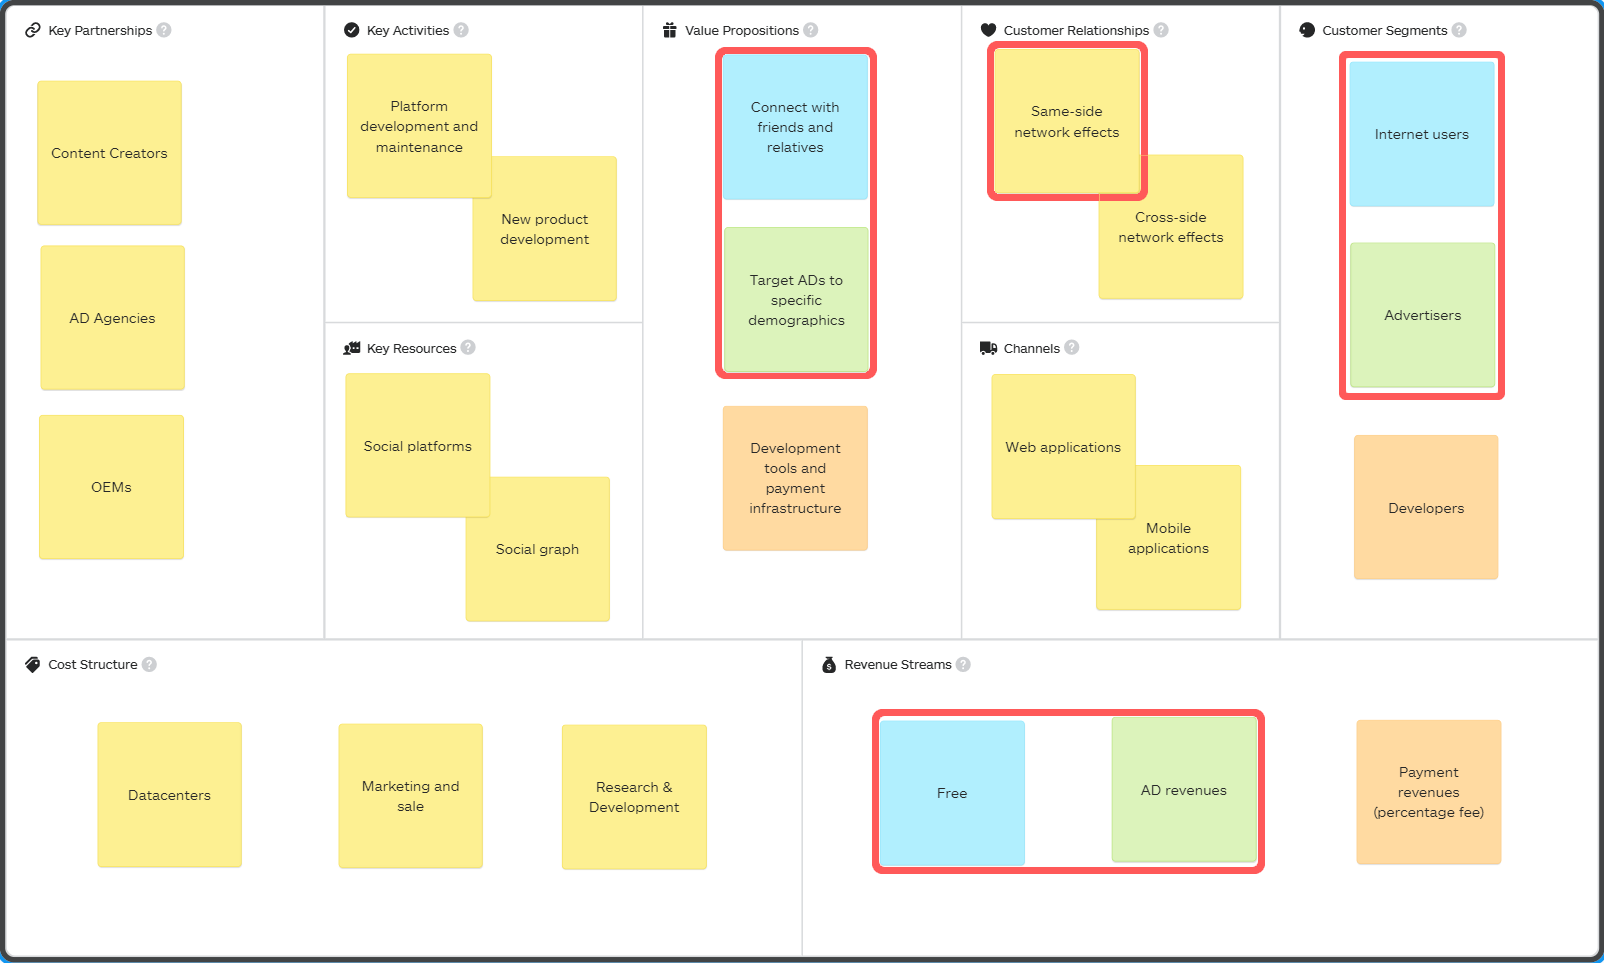 Key Partnerships ?
Content Creators
AD Agencies
OEMs
Key Activities ?
Platform
development and
maintenance
New product
development
Key Resources ?
Social platforms
Social graph
Value Propositions ?
Connect with
friends and
relatives
Target ADs to
specific
demographics
Development
tools and
payment
infrastructure
Customer Relationships ?
Same-side
network effects
Cross-side
network effects
Channels ?
Web applications
Mobile
applications
Customer Segments ?
Internet users
Advertisers
Developers
Cost Structure ?
Datacenters
Marketing and
sale
Research &
Development
$ Revenue Streams ?
Free
AD revenues
Payment
revenues
(percentage fee)